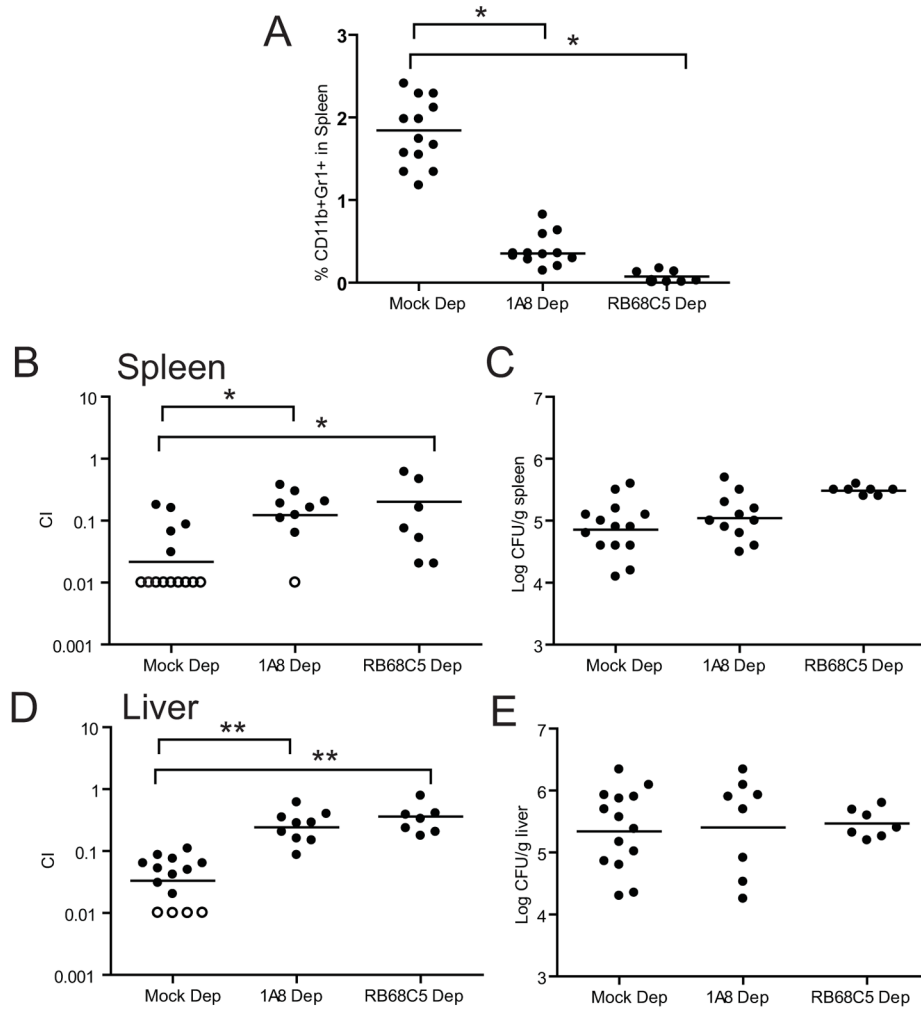 A
*
*
3
2
1
0
% CD11b+Gr1+ in Spleen
Mock Dep 1A8 Dep RB68C5 Dep
B Spleen
*
*
10
1
0.1
0.01
0.001
CI
Mock Dep 1A8 Dep RB68C5 Dep
C
7
6
5
4
3
Log CFU/g spleen
Mock Dep 1A8 Dep RB68C5 Dep
D Liver
**
**
10
1
0.1
0.01
0.001
CI
Mock Dep 1A8 Dep RB68C5 Dep
E
7
6
5
4
3
Log CFU/g liver
Mock Dep 1A8 Dep RB68C5 Dep